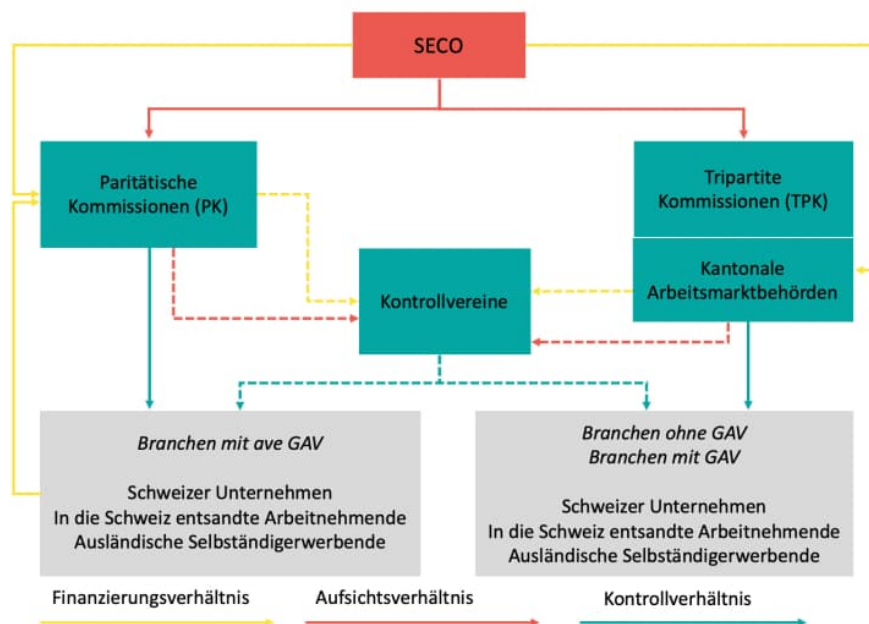 SECO
Paritätische
Kommissionen (PK)
Tripartite
Kommissionen (TPK)
Kantonale
Arbeitsmarktbehörden
Kontrollvereine
Branchen mit ave GAV
Schweizer Unternehmen
In die Schweiz entsandte Arbeitnehmende
Ausländische Selbständigerwerbende
Branchen ohne GAV
Branchen mit GAV
Schweizer Unternehmen
In die Schweiz entsandte Arbeitnehmende
Ausländische Selbständigerwerbende
Finanzierungsverhältnis
Aufsichtsverhältnis
Kontrollverhältnis